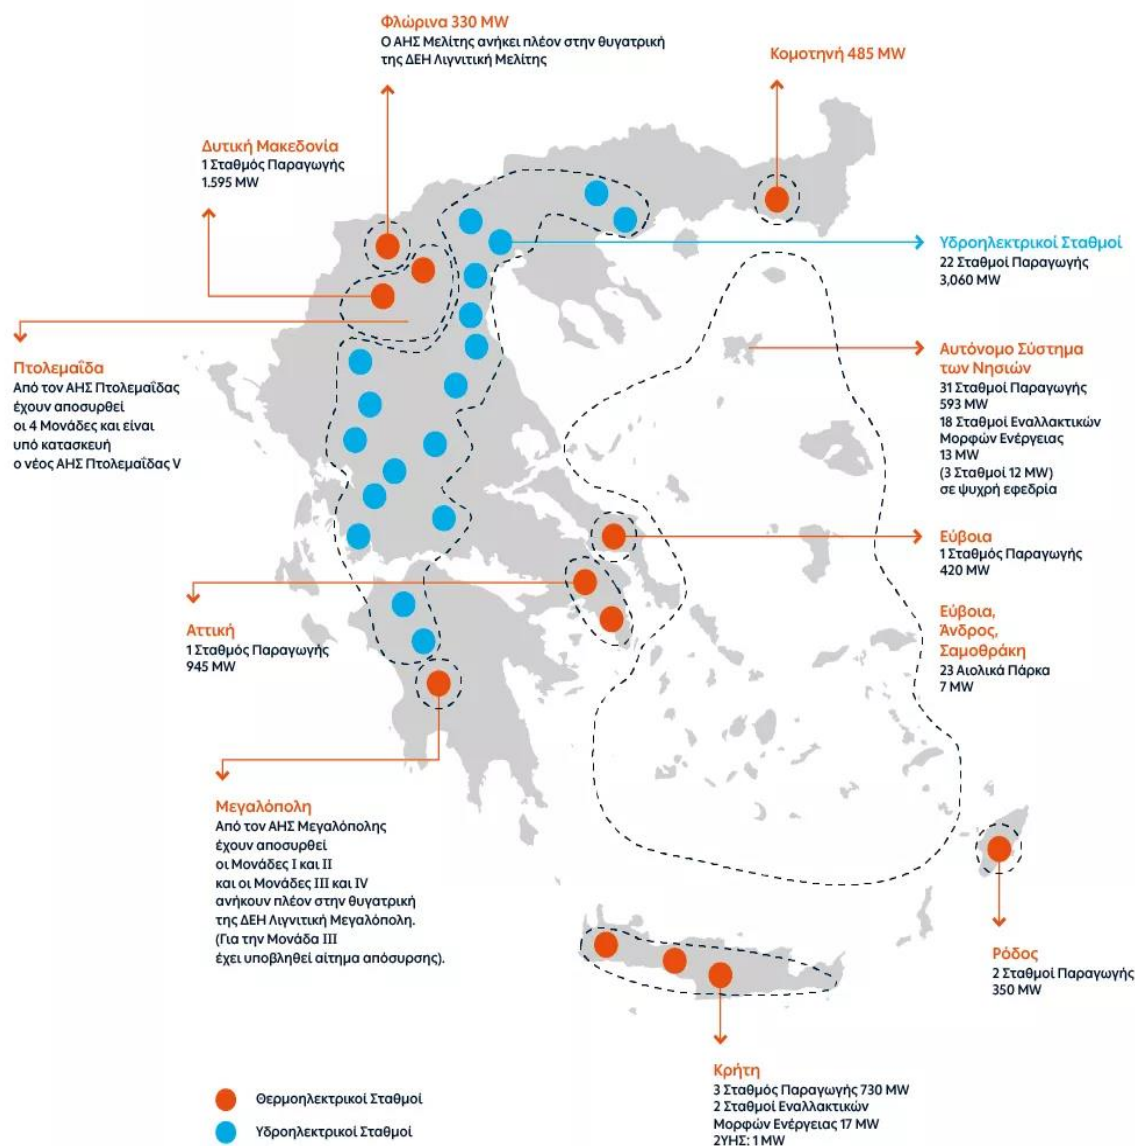 Φλώρινα 330 MW
Ο ΑΗΣ Μελίτης ανήκει πλέον στην θυγατρική
της ΔΕΗ Λιγνιτική Μελίτη
Κομοτηνή 485 MW
Δυτική Μακεδονία
1 Σταθμός Παραγωγής
1.595 MW
Υδροηλεκτρικοί Σταθμοί
22 Σταθμοί Παραγωγής
3,060 MW
Πτολεμαΐδα
Από τον ΑΗΣ Πτολεμαΐδας
έχουν αποσυρθεί
οι 4 Μονάδες και είναι
υπό κατασκευή
ο νέος ΑΗΣ Πτολεμαΐδας V
Αυτόνομο Σύστημα
των Νησιών
31 Σταθμοί Παραγωγής
593 MW
18 Σταθμοί Εναλλακτικών
Μορφών Ενέργειας
13 MW
(3 Σταθμοί 12 MW)
σε ψυχρή εφεδρία
Εύβοια
1 Σταθμός Παραγωγής
420 MW
Εύβοια,
Άνδρος,
Σαμοθράκη
23 Αιολικά Πάρκα
7 MW
Αττική
1 Σταθμός Παραγωγής
945 MW
Μεγαλόπολη
Από τον ΑΗΣ Μεγαλόπολης
έχουν αποσυρθεί
οι Μονάδες I και II
και οι Μονάδες III και IV
ανήκουν πλέον στην θυγατρική
της ΔΕΗ Λιγνιτική Μεγαλόπολη.
(Για την Μονάδα III
έχει υποβληθεί αίτημα απόσυρσης).
Ρόδος
2 Σταθμοί Παραγωγής
350 MW
Κρήτη
3 Σταθμός Παραγωγής 730 MW
2 Σταθμοί Εναλλακτικών
Μορφών Ενέργειας 17 MW
2ΥΗΣ: 1 MW
Θερμοηλεκτρικοί Σταθμοί
Υδροηλεκτρικοί Σταθμοί